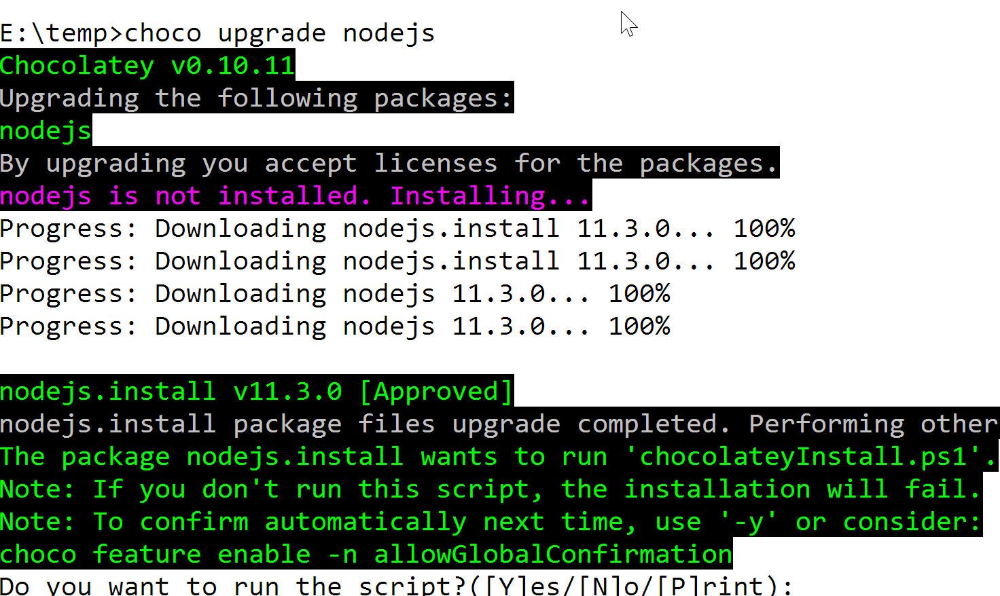 E:\temp>choco upgrade nodejs
Chocolatey v0.10.11
Upgrading the following packages:
nodejs
By upgrading you accept licenses for the packages.
nodejs is not installed. Installing...
Progress: Downloading nodejs.install 11.3.0... 100%
Progress: Downloading nodejs.install 11.3.0... 100%
Progress: Downloading nodejs 11.3.0... 100%
Progress: Downloading nodejs 11.3.0... 100%
nodejs.install v11.3.0 [Approved]
nodejs.install package files upgrade completed. Performing other
The package nodejs.install wants to run 'chocolateyInstall.ps1'.
Note: If you don't run this script, the installation will fail.
Note: To confirm automatically next time, use '-y' or consider:
choco feature enable -n allowGlobalConfirmation
Do you want to run the script?([Y]es/[N]o/[P]rint):